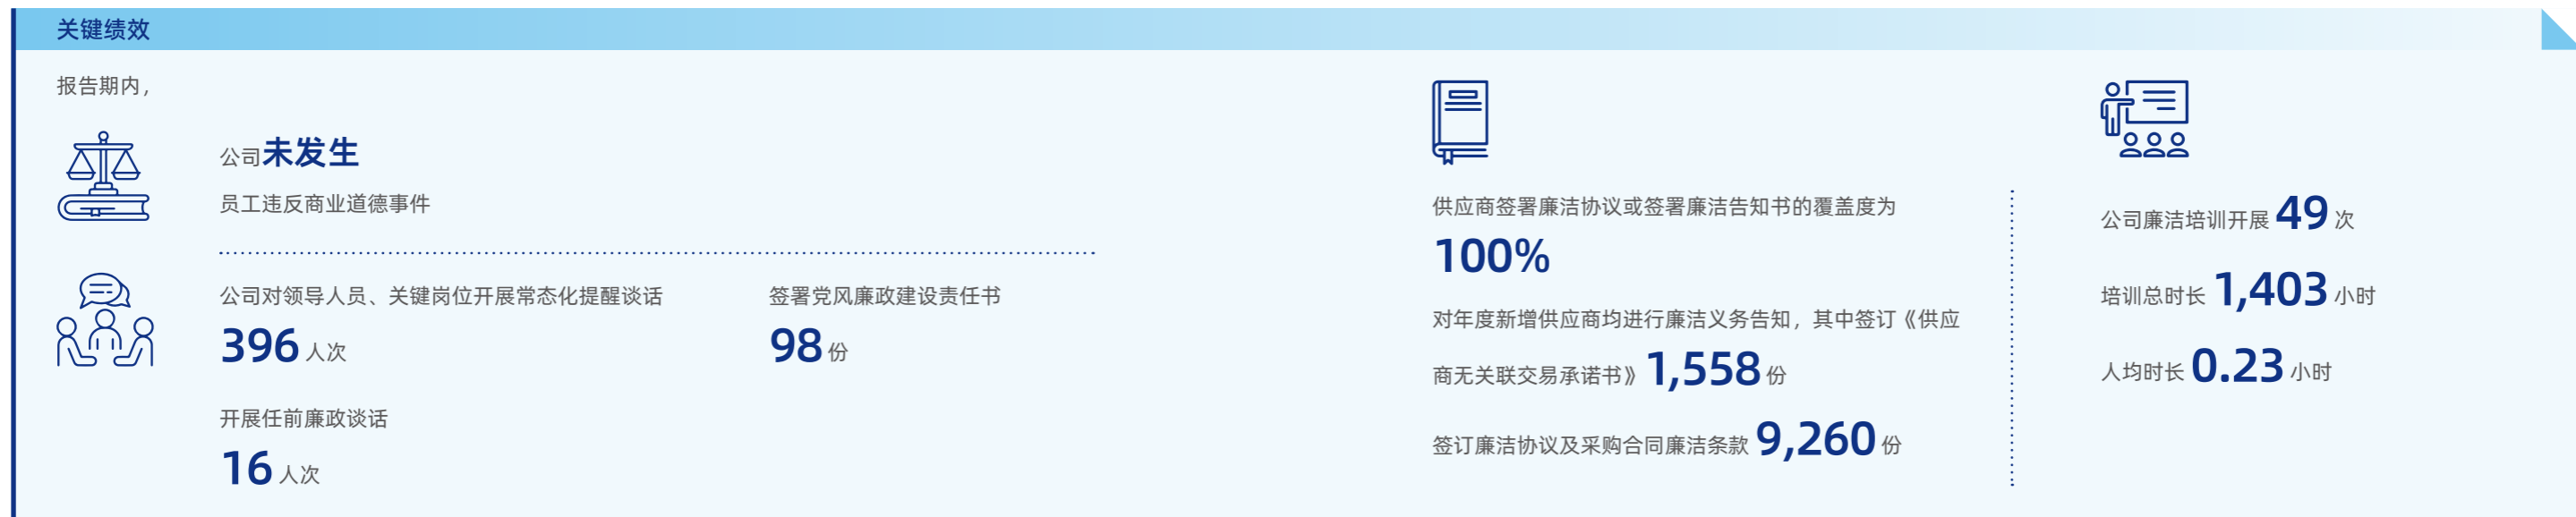 关键绩效
报告期内，
公司未发生
员工违反商业道德事件
公司对领导人员、关键岗位开展常态化提醒谈话
396 人次
签署党风廉政建设责任书
98 份
开展任前廉政谈话
16 人次
供应商签署廉洁协议或签署廉洁告知书的覆盖度为
100%
对年度新增供应商均进行廉洁义务告知，其中签订《供应
商无关联交易承诺书》1,558 份
签订廉洁协议及采购合同廉洁条款 9,260 份
公司廉洁培训开展 49 次
培训总时长 1,403 小时
人均时长 0.23 小时